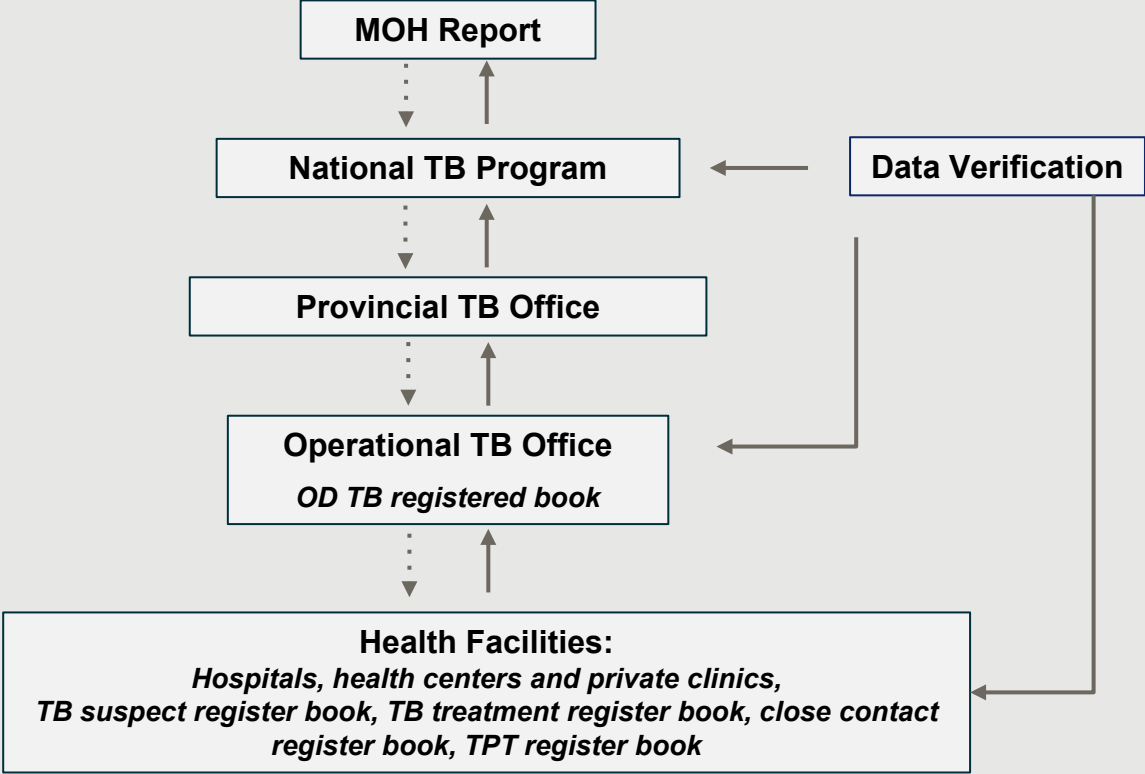 MOH Report
National TB Program
Data Verification
Provincial TB Office
Operational TB Office
OD TB registered book
Health Facilities:
Hospitals, health centers and private clinics,
TB suspect register book, TB treatment register book, close contact
register book, TPT register book